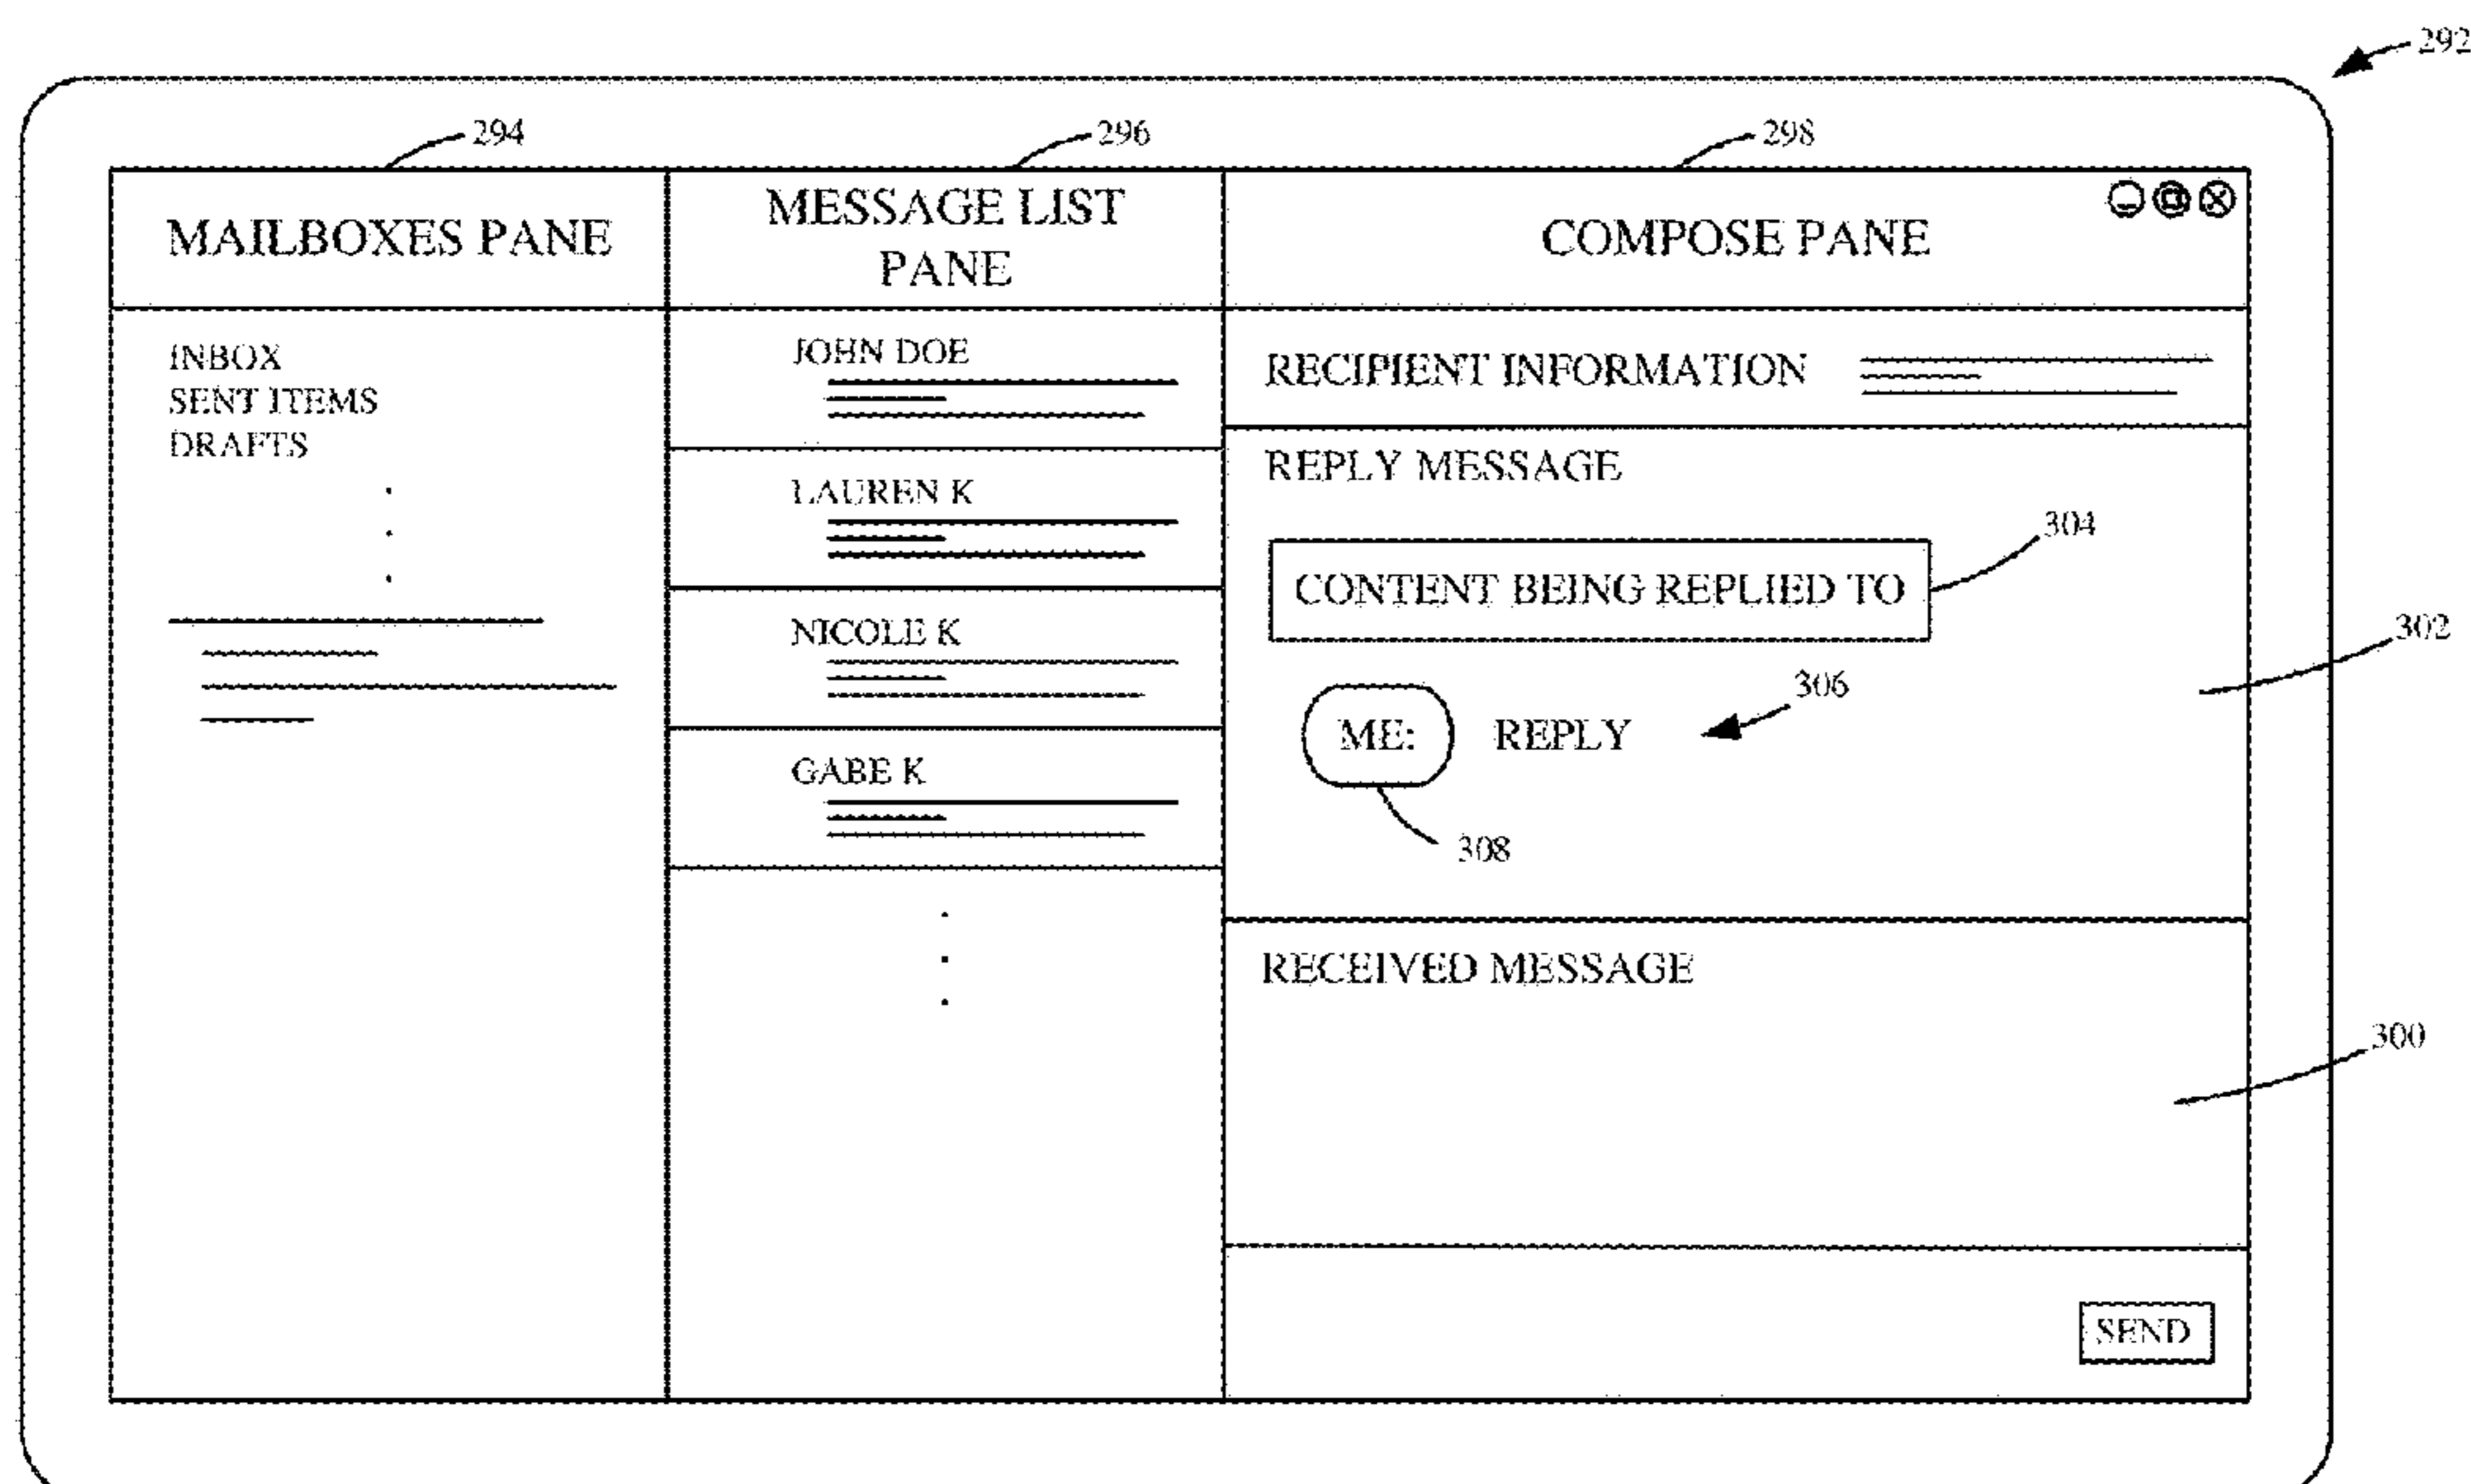 292
294
296
298
MAILBOXES PANE
MESSAGE LIST
PANE
COMPOSE PANE
INBOX
SENT ITEMS
DRAFTS
JOHN DOE
LAUREN K
NICOLE K
GABE K
RECIPIENT INFORMATION
REPLY MESSAGE
304
CONTENT BEING REPLIED TO
302
306
ME: REPLY
308
RECEIVED MESSAGE
300
SEND